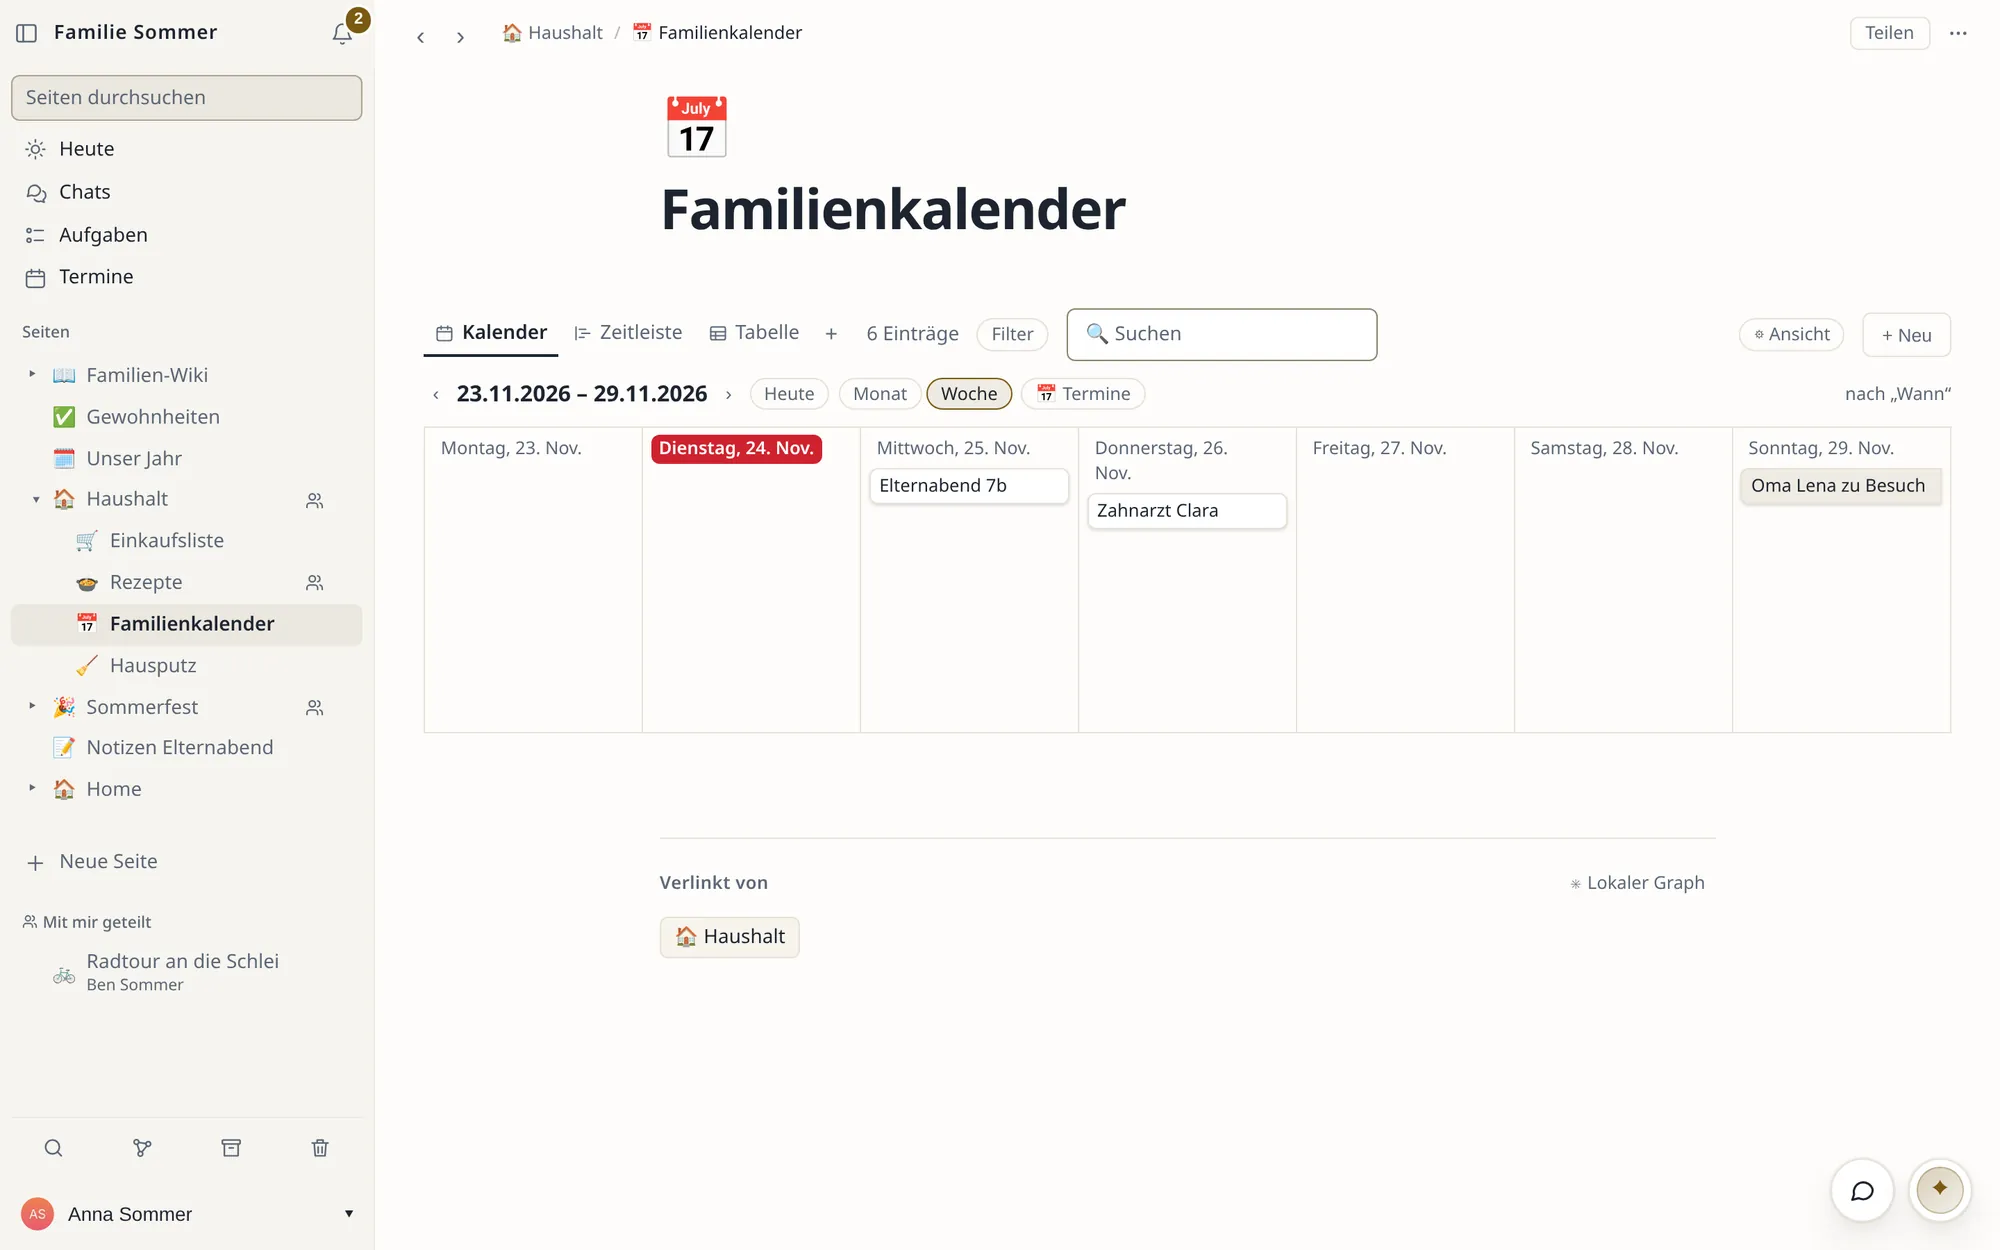 Familie Sommer
2
Seiten durchsuchen
Heute
Chats
Aufgaben
Termine
Seiten
Familien-Wiki
Gewohnheiten
Unser Jahr
Haushalt
Einkaufsliste
Rezepte
Familienkalender
Hausputz
Sommerfest
Notizen Elternabend
Home
Neue Seite
Mit mir geteilt
Radtour an die Schlei
Ben Sommer
AS Anna Sommer
Haushalt / Familienkalender
Teilen
July
17
Familienkalender
Kalender Zeitleiste Tabelle + 6 Einträge Filter Suchen Ansicht + Neu
23.11.2026 – 29.11.2026 Heute Monat Woche Termine nach „Wann“
Montag, 23. Nov.
Dienstag, 24. Nov.
Mittwoch, 25. Nov.
Elternabend 7b
Donnerstag, 26.
Nov.
Zahnarzt Clara
Freitag, 27. Nov.
Samstag, 28. Nov.
Sonntag, 29. Nov.
Oma Lena zu Besuch
Verlinkt von
Lokaler Graph
Haushalt